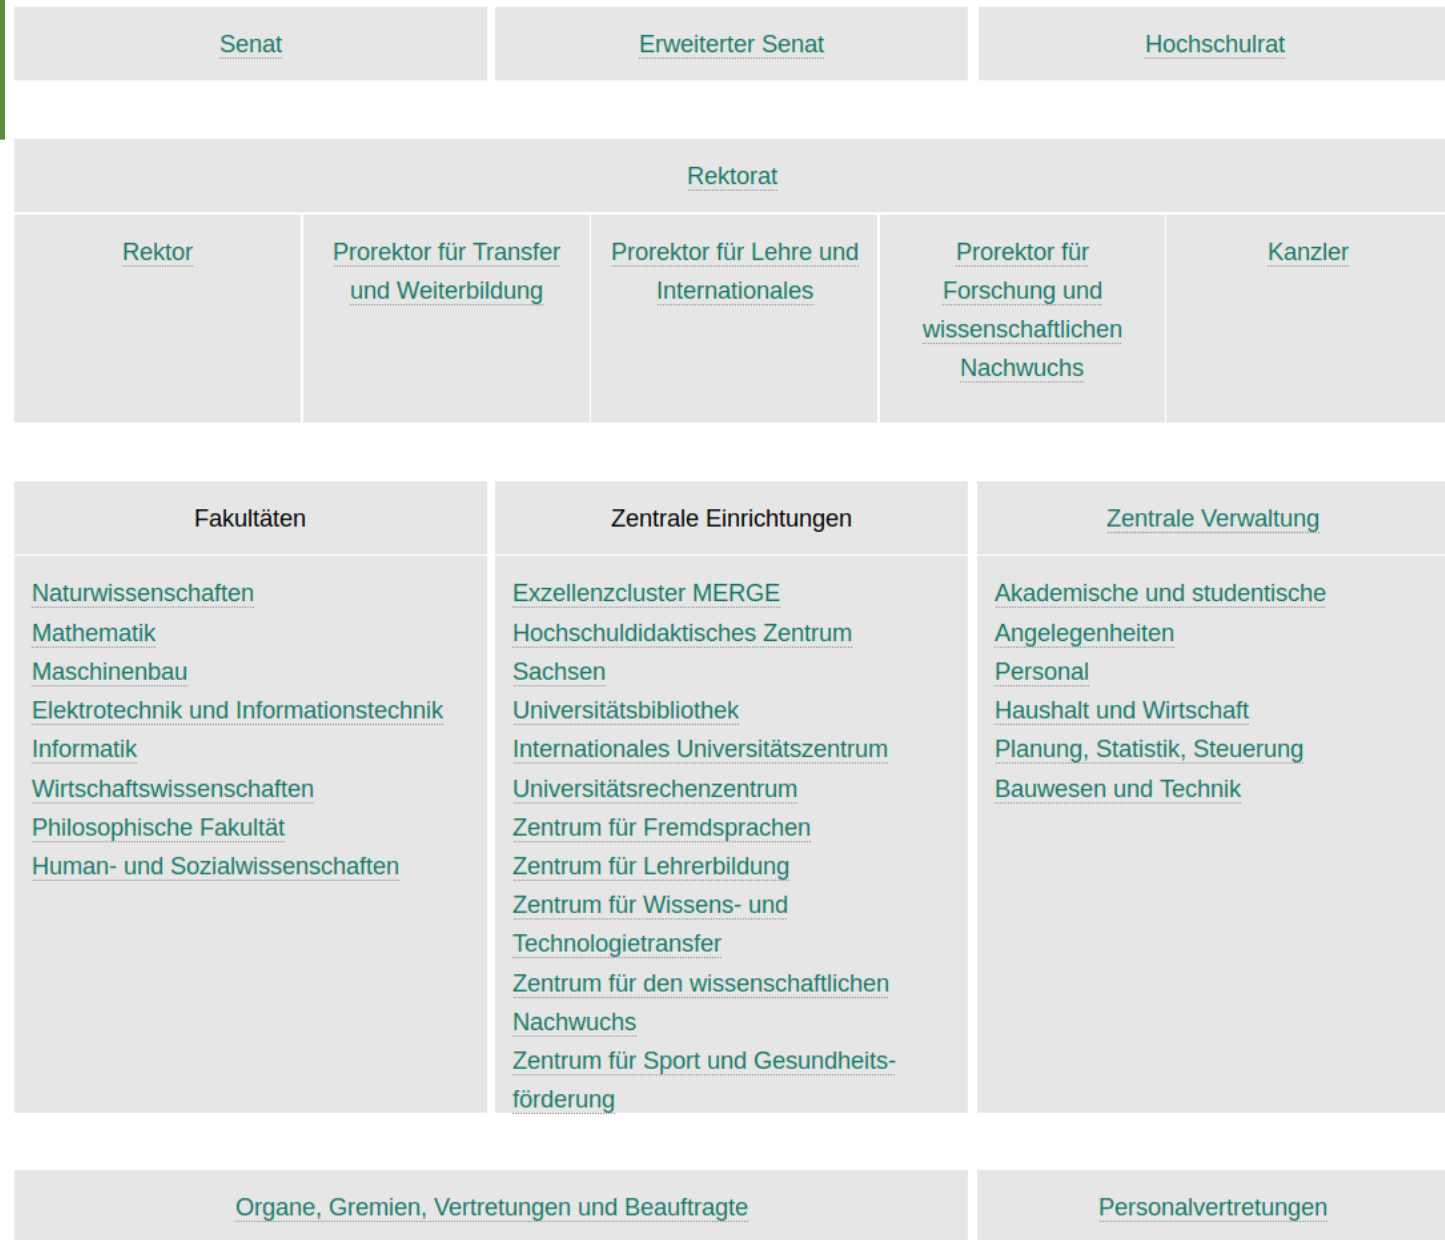 Senat
Erweiterter Senat
Hochschulrat
Rektorat
Rektor
Prorektor für Transfer
und Weiterbildung
Prorektor für Lehre und
Internationales
Prorektor für
Forschung und
wissenschaftlichen
Nachwuchs
Kanzler
Fakultäten
Naturwissenschaften
Mathematik
Maschinenbau
Elektrotechnik und Informationstechnik
Informatik
Wirtschaftswissenschaften
Philosophische Fakultät
Human- und Sozialwissenschaften
Zentrale Einrichtungen
Exzellenzcluster MERGE
Hochschuldidaktisches Zentrum
Sachsen
Universitätsbibliothek
Internationales Universitätszentrum
Universitätsrechenzentrum
Zentrum für Fremdsprachen
Zentrum für Lehrerbildung
Zentrum für Wissens- und
Technologietransfer
Zentrum für den wissenschaftlichen
Nachwuchs
Zentrum für Sport und Gesundheits-
förderung
Zentrale Verwaltung
Akademische und studentische
Angelegenheiten
Personal
Haushalt und Wirtschaft
Planung, Statistik, Steuerung
Bauwesen und Technik
Organe, Gremien, Vertretungen und Beauftragte
Personalvertretungen